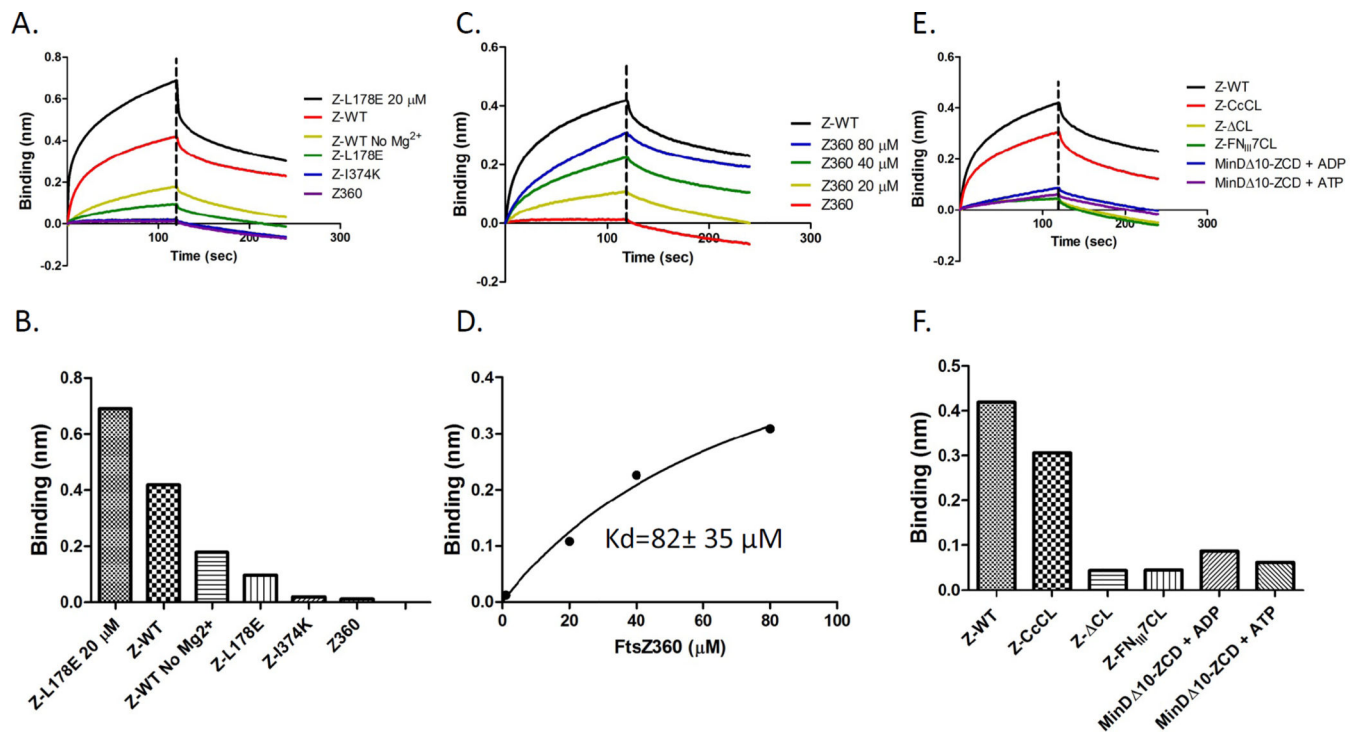 A.
0.8
0.6
0.4
0.2
0.0
-0.2
100
200
300
Binding (nm)
Time (sec)
Z-L178E 20 μM
Z-WT
Z-WT No Mg²⁺
Z-L178E
Z-I374K
Z360
C.
0.6
0.4
0.2
0.0
-0.2
100
200
300
Binding (nm)
Time (sec)
Z-WT
Z360 80 μM
Z360 40 μM
Z360 20 μM
Z360
E.
0.6
0.4
0.2
0.0
-0.2
100
200
300
Binding (nm)
Time (sec)
Z-WT
Z-CcCL
Z-ΔCL
Z-FNIII7CL
MinDΔ10-ZCD + ADP
MinDΔ10-ZCD + ATP
B.
0.8
0.6
0.4
0.2
0.0
Binding (nm)
Z-L178E 20 μM
Z-WT
Z-WT No Mg2+
Z-L178E
Z-I374K
Z360
D.
0.4
0.3
0.2
0.1
0.0
Binding (nm)
Kd=82± 35 μM
0
20
40
60
80
100
FtsZ360 (μM)
F.
0.5
0.4
0.3
0.2
0.1
0.0
Binding (nm)
Z-WT
Z-CcCL
Z-ΔCL
Z-FNIII7CL
MinDΔ10-ZCD + ADP
MinDΔ10-ZCD + ATP